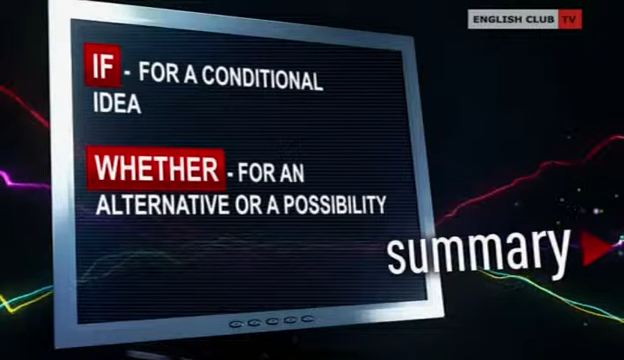 ENGLISH CLUB TV
IF - FOR A CONDITIONAL
IDEA
WHETHER - FOR AN
ALTERNATIVE OR A POSSIBILITY
summary